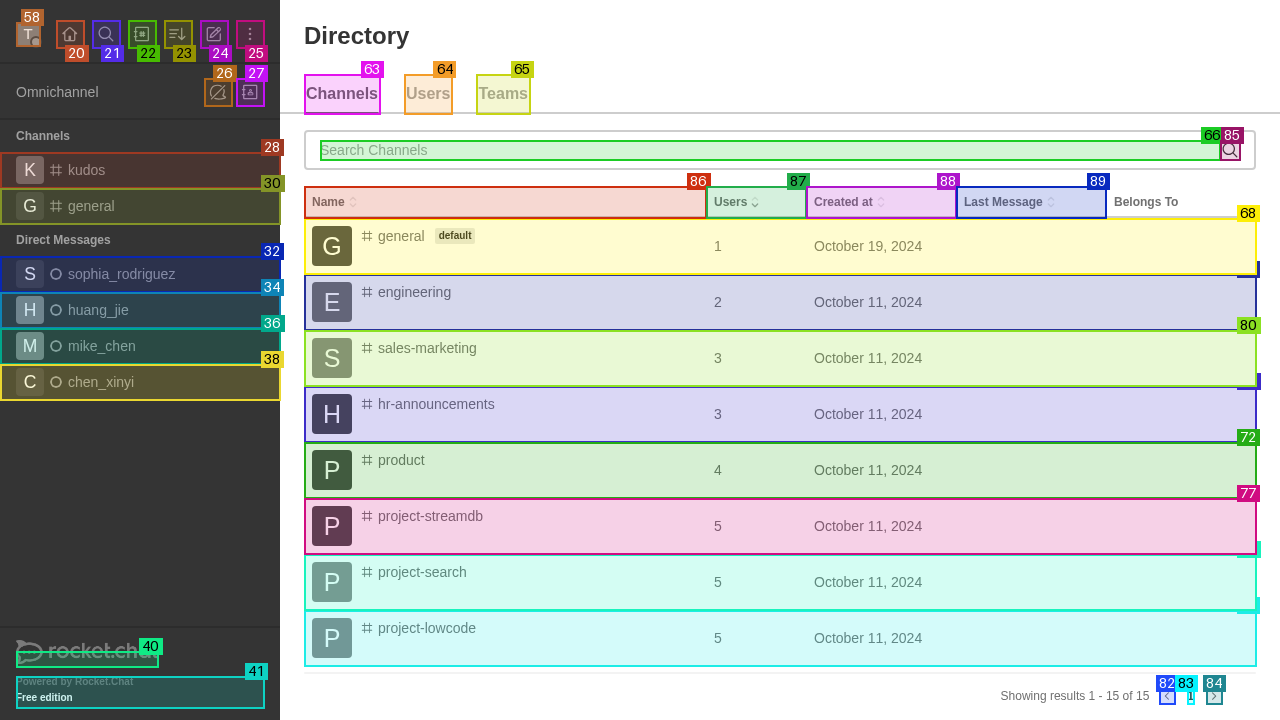 58
T
20 21 22 23 24 25
Omnichannel 26 27
Channels
K kudos 28
G general 30
Direct Messages
S sophia_rodriguez 32
H huang_jie 34
M mike_chen 36
C chen_xinyi 38
rocket.chat 40
41
Powered by Rocket.Chat
Free edition
Directory
63 64 65
Channels Users Teams
Search Channels 66 85
86 87 88 89
Name Users Created at Last Message Belongs To
68
G general default 1 October 19, 2024
E engineering 2 October 11, 2024
80
S sales-marketing 3 October 11, 2024
H hr-announcements 3 October 11, 2024
72
P product 4 October 11, 2024
77
P project-streamdb 5 October 11, 2024
P project-search 5 October 11, 2024
P project-lowcode 5 October 11, 2024
82 83 84
Showing results 1 - 15 of 15 1